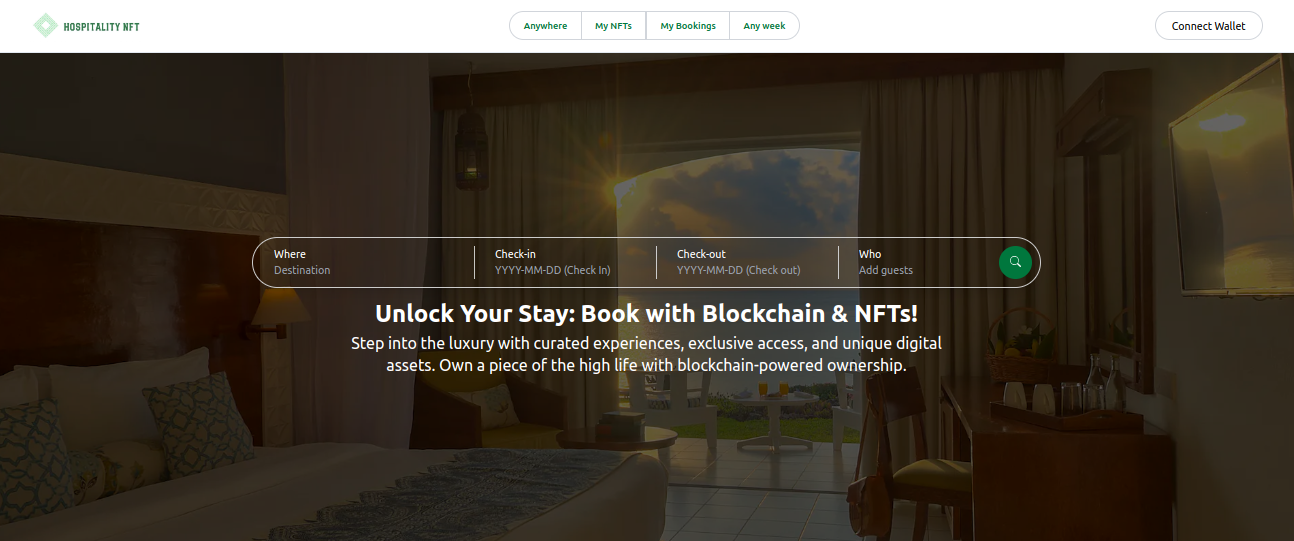 HOSPITALITY NFT
Anywhere
My NFTs
My Bookings
Any week
Connect Wallet
Where
Destination
Check-in
YYYY-MM-DD (Check In)
Check-out
YYYY-MM-DD (Check out)
Who
Add guests
Unlock Your Stay: Book with Blockchain & NFTs!
Step into the luxury with curated experiences, exclusive access, and unique digital
assets. Own a piece of the high life with blockchain-powered ownership.